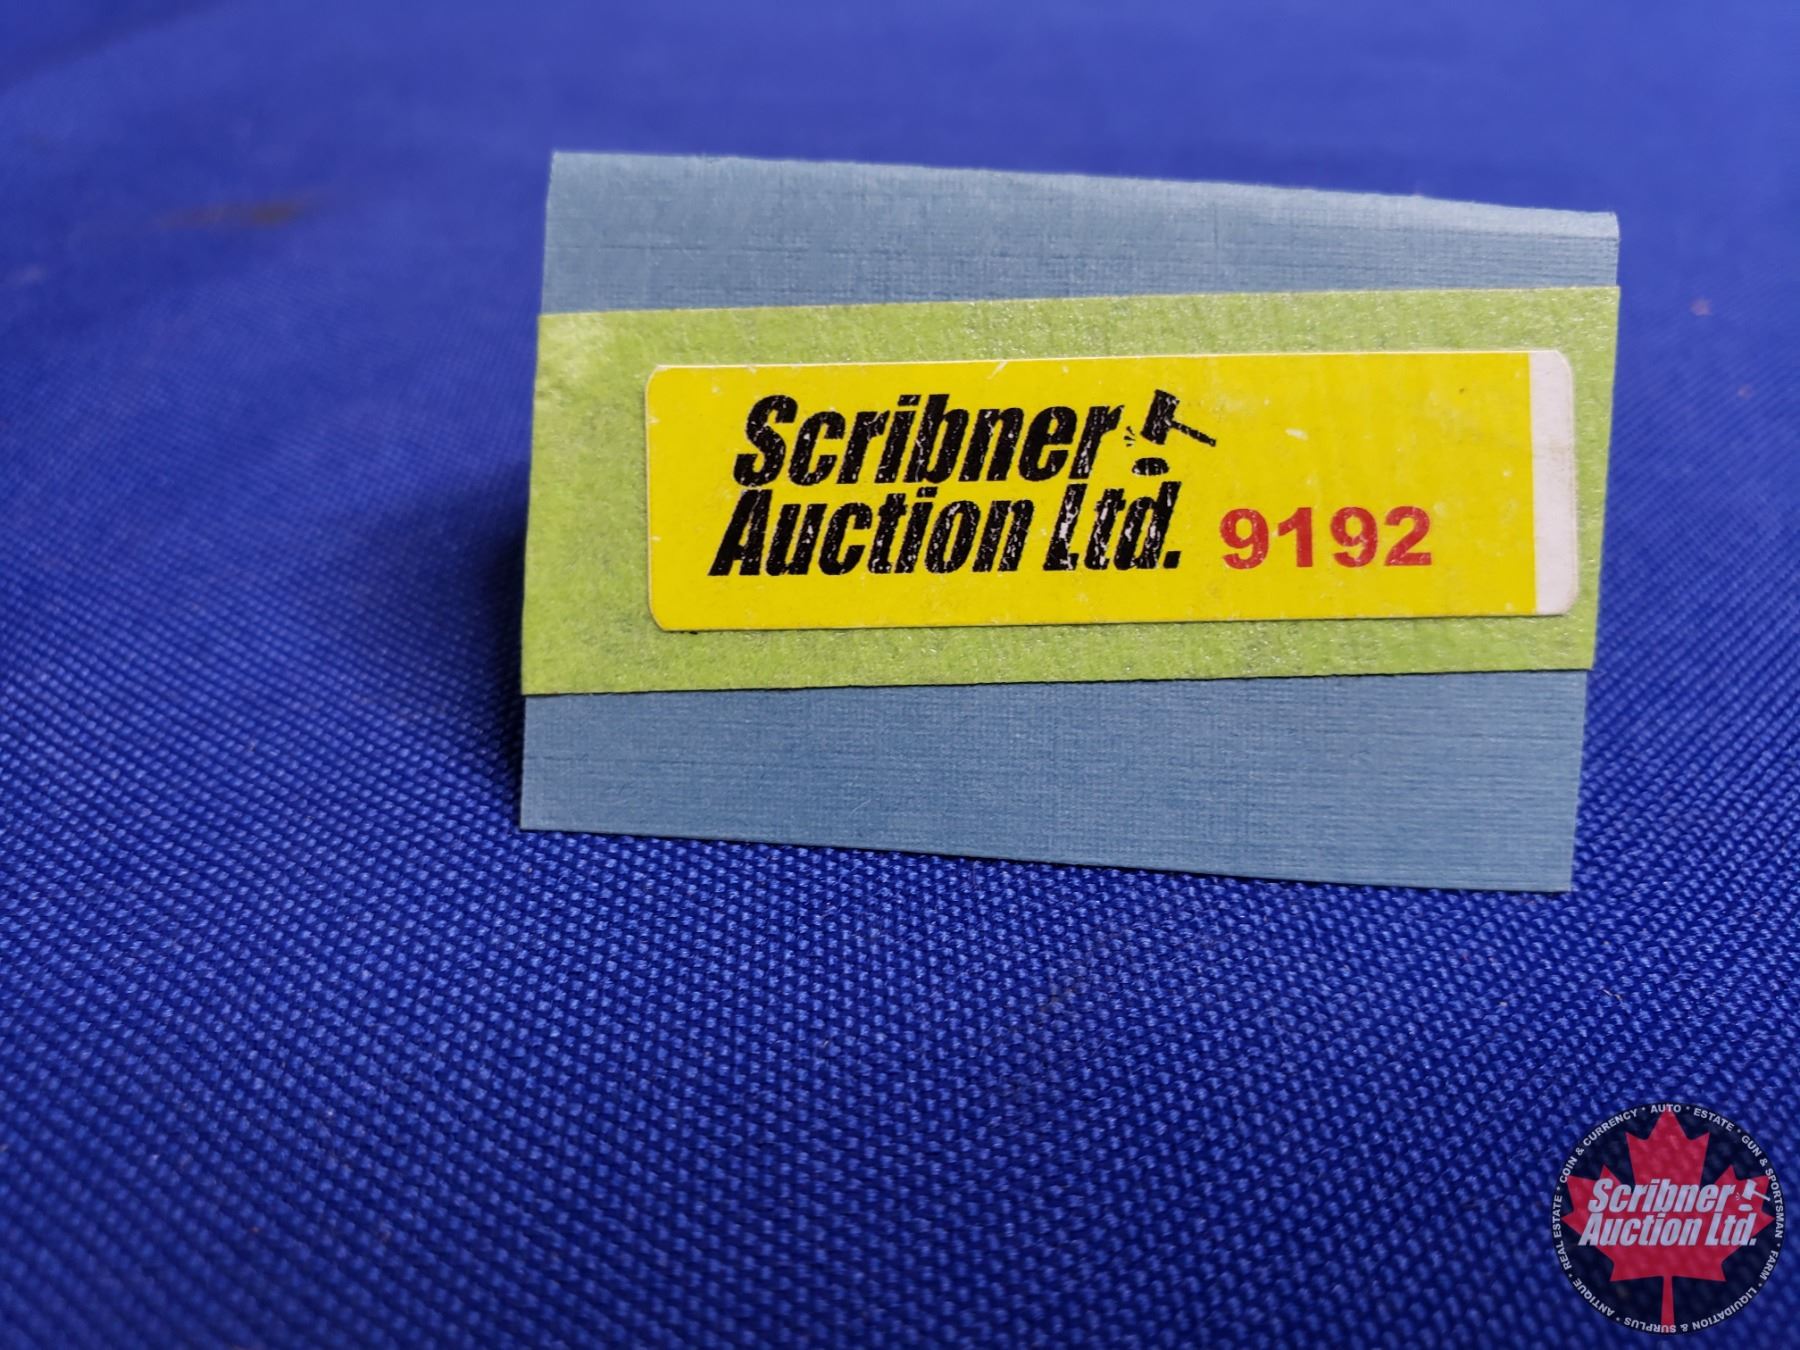 Scribner
Auction Ltd. 9192
Scribner
Auction Ltd.
COIN & CURRENCY * AUTO * ESTATE * GUN & SPORTSMAN * FARM * LIQUIDATION & SURPLUS * ANTIQUE * REAL ESTATE *